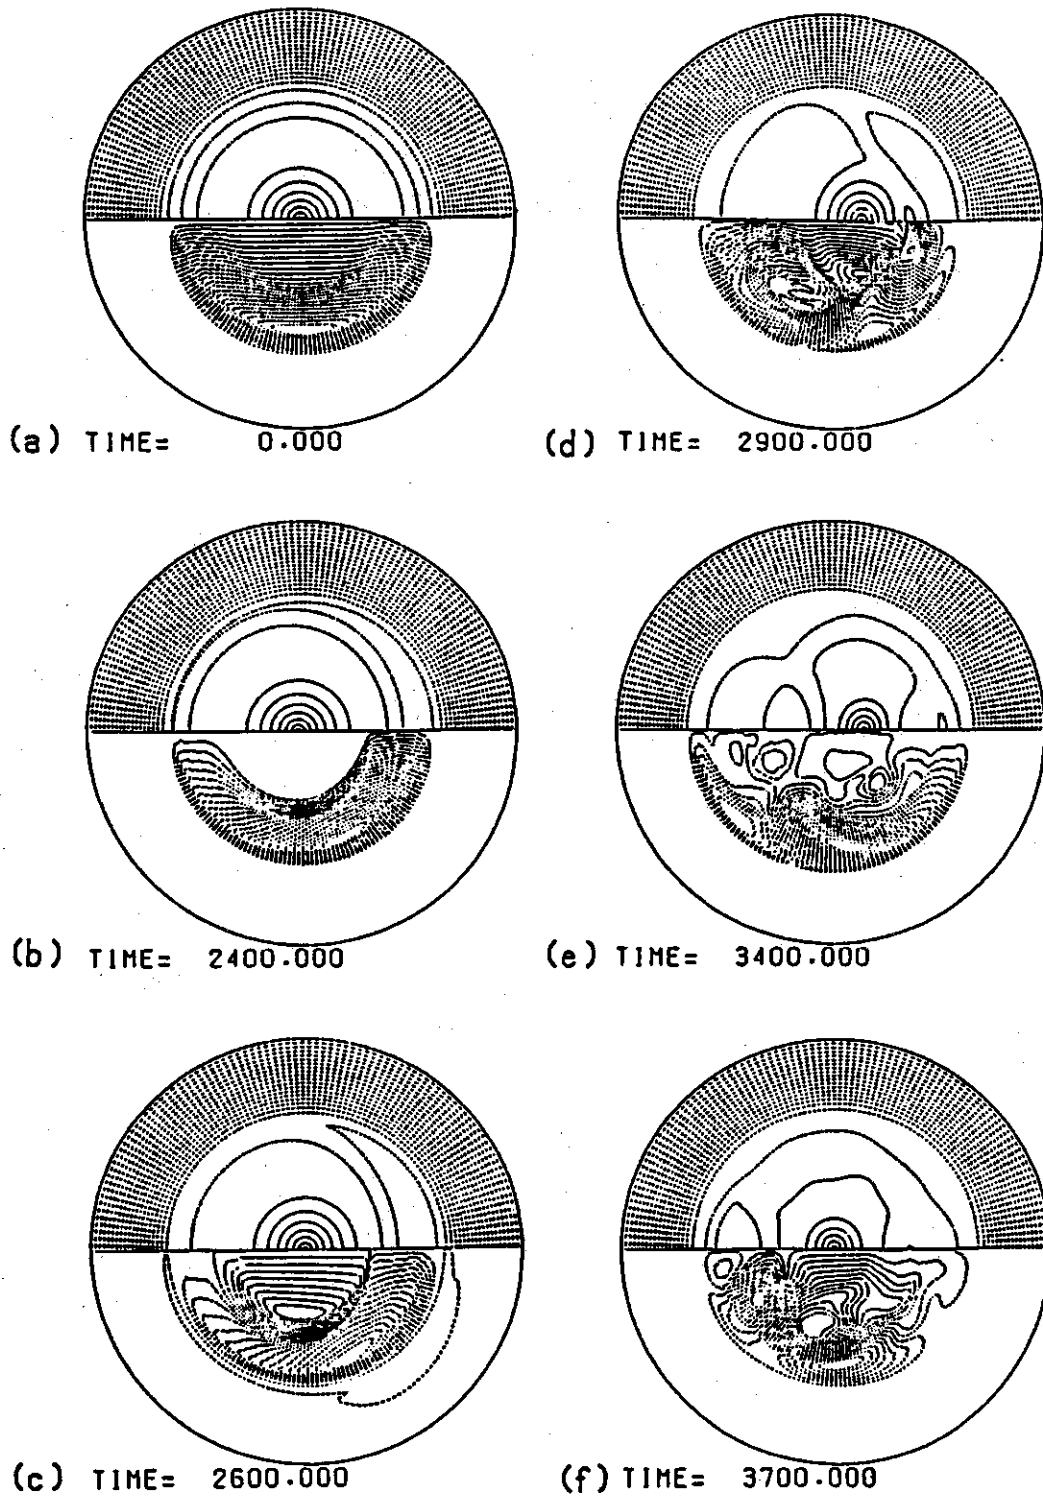 (a) TIME= 0.000
(d) TIME= 2900.000
(b) TIME= 2400.000
(e) TIME= 3400.000
(c) TIME= 2600.000
(f) TIME= 3700.000